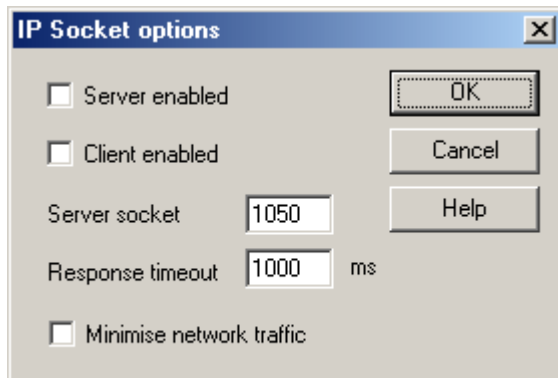 IP Socket options
Server enabled
OK
Client enabled
Cancel
Server socket 1050
Help
Response timeout 1000 ms
Minimise network traffic